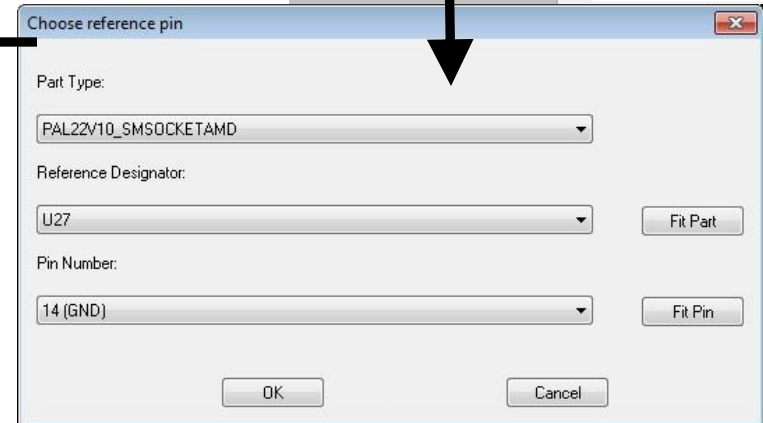 Choose reference pin
Part Type:
PAL22V10_SMSOCKETAMD
Reference Designator:
U27
Fit Part
Pin Number:
14 (GND)
Fit Pin
OK
Cancel